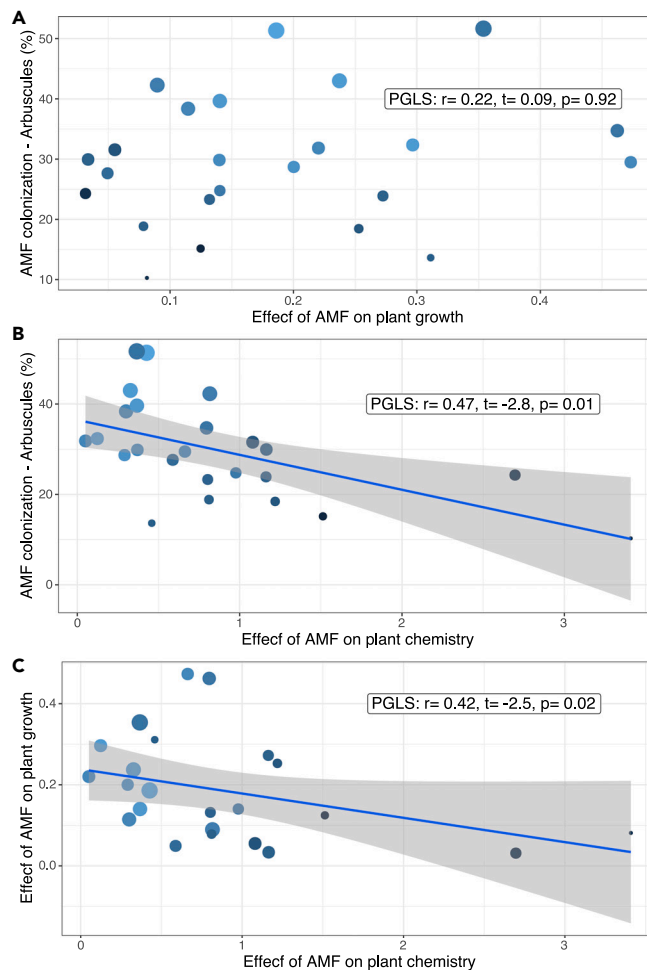 A
AMF colonization - Arbuscules (%)
50
40
30
20
10
PGLS: r= 0.22, t= 0.09, p= 0.92
0.1 0.2 0.3 0.4
Effecf of AMF on plant growth
B
AMF colonization - Arbuscules (%)
40
20
0
PGLS: r= 0.47, t= -2.8, p= 0.01
0 1 2 3
Effecf of AMF on plant chemistry
C
Effecf of AMF on plant growth
0.4
0.2
0.0
PGLS: r= 0.42, t= -2.5, p= 0.02
0 1 2 3
Effecf of AMF on plant chemistry